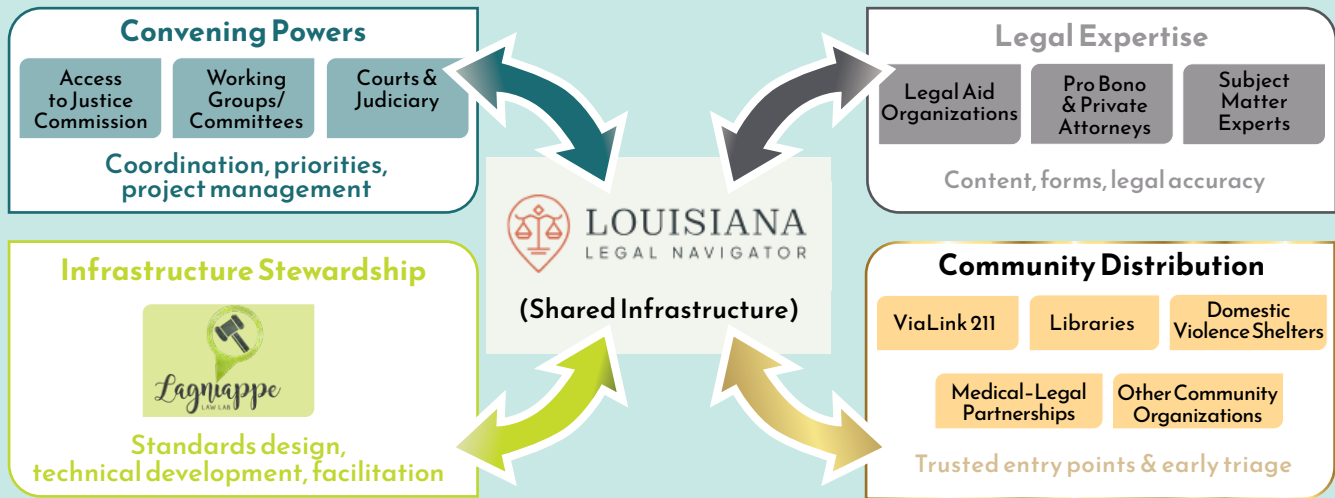 Convening Powers
Access
to Justice
Commission
Working
Groups/
Committees
Courts &
Judiciary
Coordination, priorities,
project management
Legal Expertise
Legal Aid
Organizations
Pro Bono
& Private
Attorneys
Subject
Matter
Experts
Content, forms, legal accuracy
LOUISIANA
LEGAL NAVIGATOR
(Shared Infrastructure)
Infrastructure Stewardship
Lagniappe
LAW LAB
Standards design,
technical development, facilitation
Community Distribution
ViaLink 211
Libraries
Domestic
Violence Shelters
Medical-Legal
Partnerships
Other Community
Organizations
Trusted entry points & early triage